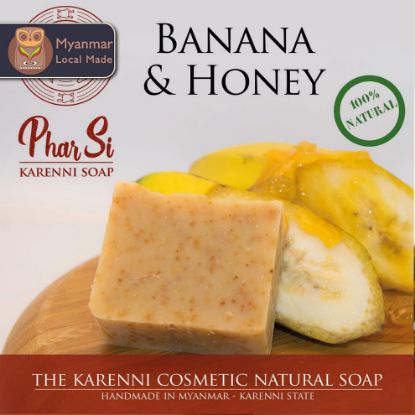 Myanmar
Local Made
BANANA
& HONEY
100%
NATURAL
Phar Si
KARENNI SOAP
THE KARENNI COSMETIC NATURAL SOAP
HANDMADE IN MYANMAR - KARENNI STATE